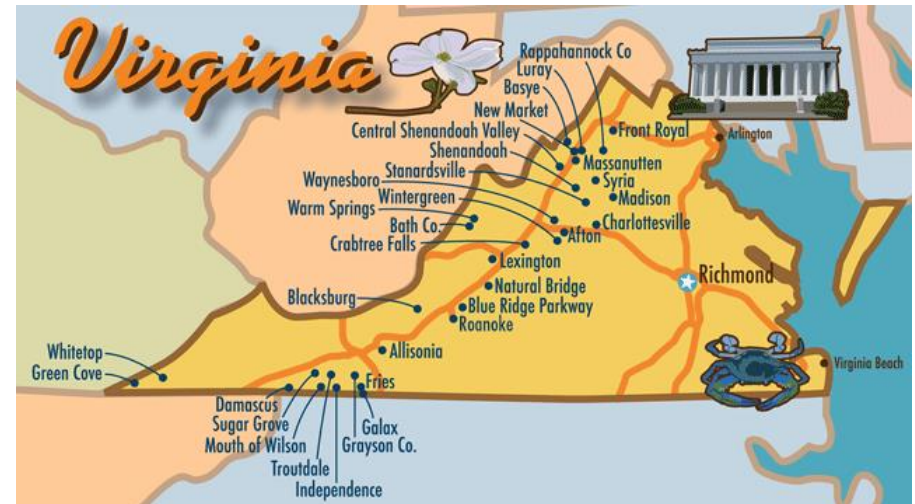 Virginia
Rappahannock Co
Luray
Basye
New Market
Central Shenandoah Valley
Shenandoah
Stanardsville
Waynesboro
Wintergreen
Warm Springs
Bath Co.
Crabtree Falls
Front Royal
Arlington
Massanutten
Syria
Madison
Charlottesville
Afton
Lexington
Richmond
Natural Bridge
Blue Ridge Parkway
Roanoke
Blacksburg
Allisonia
Whitetop
Green Cove
Virginia Beach
Fries
Damascus
Sugar Grove
Mouth of Wilson
Galax
Grayson Co.
Troutdale
Independence